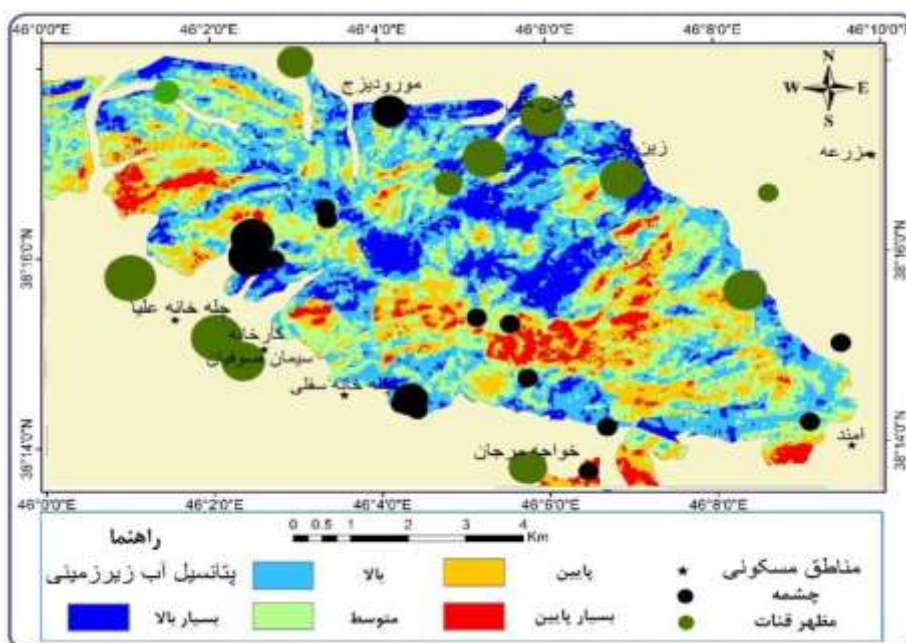 46°0'0"E 46°2'0"E 46°4'0"E 46°6'0"E 46°8'0"E 46°10'0"E
N
W E
S
مورودیزج
مزرعه
38°16'0"N
38°16'0"N
چله خانه علیا
کارخانه
سیمان صوفیان
خانه سفلی
خواجه مرجان
امند
38°14'0"N
38°14'0"N
46°0'0"E 46°2'0"E 46°4'0"E 46°6'0"E 46°8'0"E
راهنما
0 0.5 1 2 3 4
Km
پتانسیل آب زیرزمینی
بالا
پایین
مناطق مسکونی
چشمه
بسیار بالا
متوسط
بسیار پایین
مظهر قنات